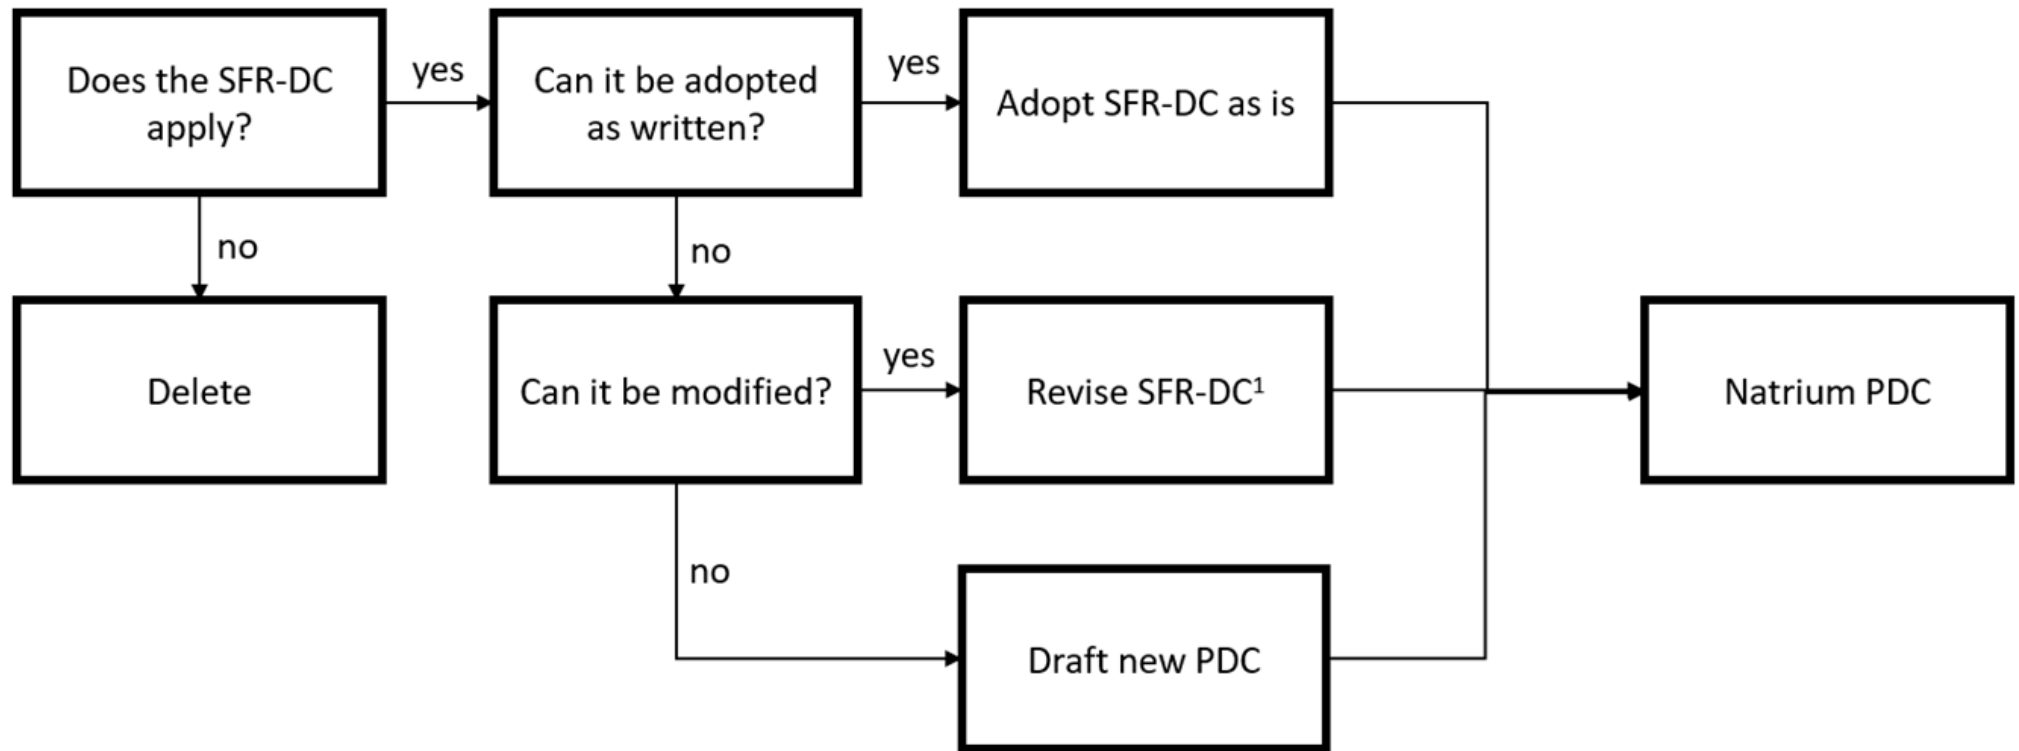 Does the SFR-DC
apply?
yes
Can it be adopted
as written?
yes
Adopt SFR-DC as is
no
no
Delete
Can it be modified?
yes
Revise SFR-DC¹
Natrium PDC
no
Draft new PDC